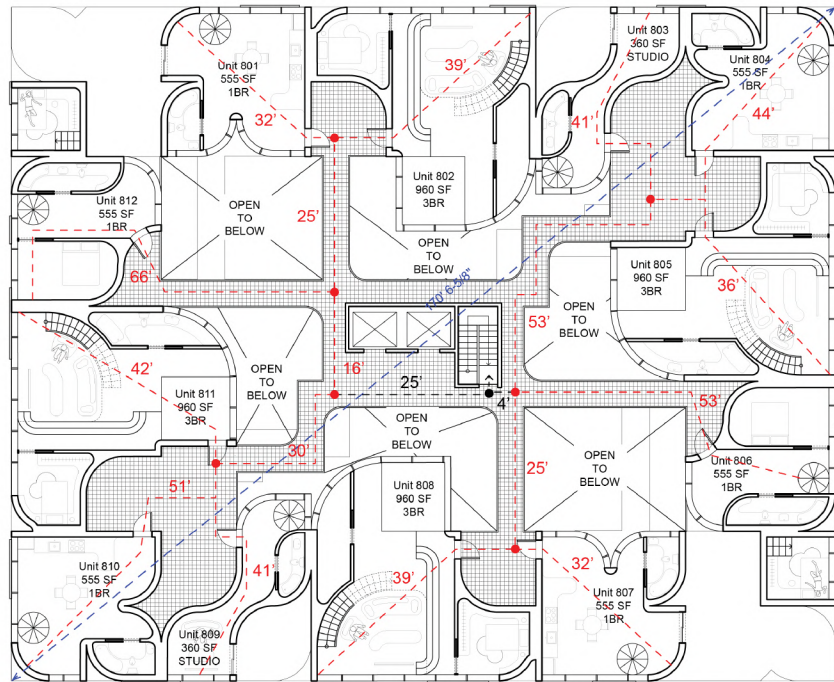 Unit 801
555 SF
1BR
32'
39'
Unit 803
360 SF
STUDIO
41'
Unit 804
555 SF
1BR
44'
Unit 802
960 SF
3BR
Unit 812
555 SF
1BR
OPEN
TO
BELOW
25'
OPEN
TO
BELOW
66'
170' 6-5/8"
Unit 805
960 SF
3BR
36'
53'
OPEN
TO
BELOW
42'
Unit 811
960 SF
3BR
OPEN
TO
BELOW
16'
25'
4'
53'
OPEN
TO
BELOW
30'
25'
OPEN
TO
BELOW
Unit 806
555 SF
1BR
51'
Unit 808
960 SF
3BR
Unit 810
555 SF
1BR
41'
39'
32'
Unit 807
555 SF
1BR
Unit 809
360 SF
STUDIO